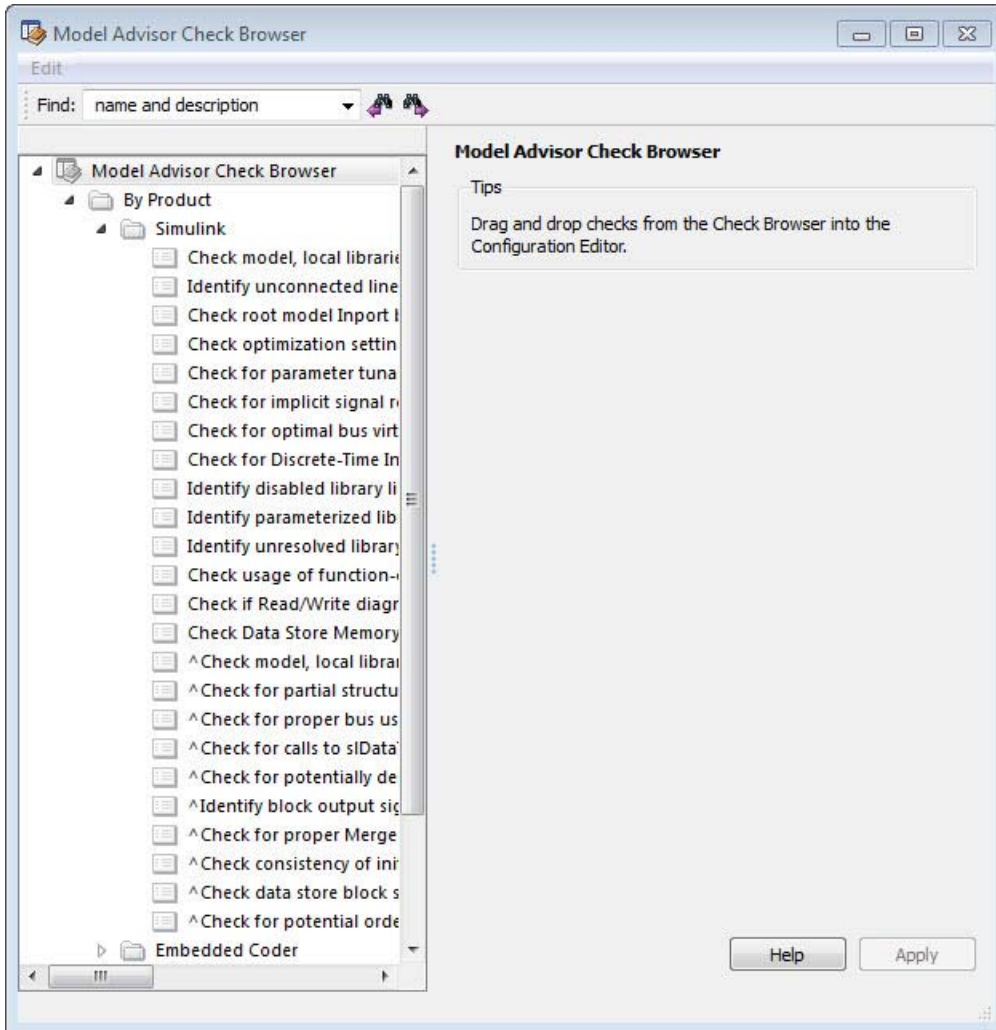 Model Advisor Check Browser
Edit
Find: name and description
Model Advisor Check Browser
By Product
Simulink
Check model, local librarie
Identify unconnected line
Check root model Inport b
Check optimization settin
Check for parameter tuna
Check for implicit signal r
Check for optimal bus virt
Check for Discrete-Time In
Identify disabled library li
Identify parameterized lib
Identify unresolved library
Check usage of function-
Check if Read/Write diagr
Check Data Store Memory
^Check model, local librar
^Check for partial structu
^Check for proper bus us
^Check for calls to slData
^Check for potentially de
^Identify block output sig
^Check for proper Merge
^Check consistency of init
^Check data store block s
^Check for potential orde
Embedded Coder
Model Advisor Check Browser
Tips
Drag and drop checks from the Check Browser into the
Configuration Editor.
Help Apply